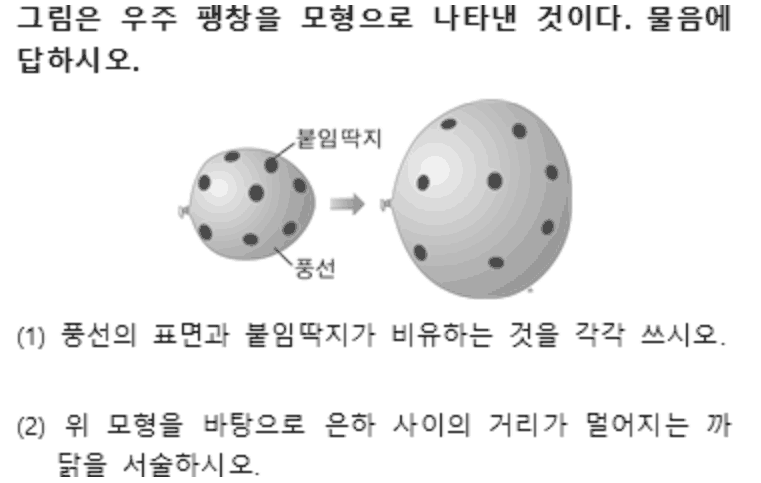 그림은 우주 팽창을 모형으로 나타낸 것이다. 물음에
답하시오.
붙임딱지
풍선
(1) 풍선의 표면과 붙임딱지가 비유하는 것을 각각 쓰시오.
(2) 위 모형을 바탕으로 은하 사이의 거리가 멀어지는 까
닭을 서술하시오.